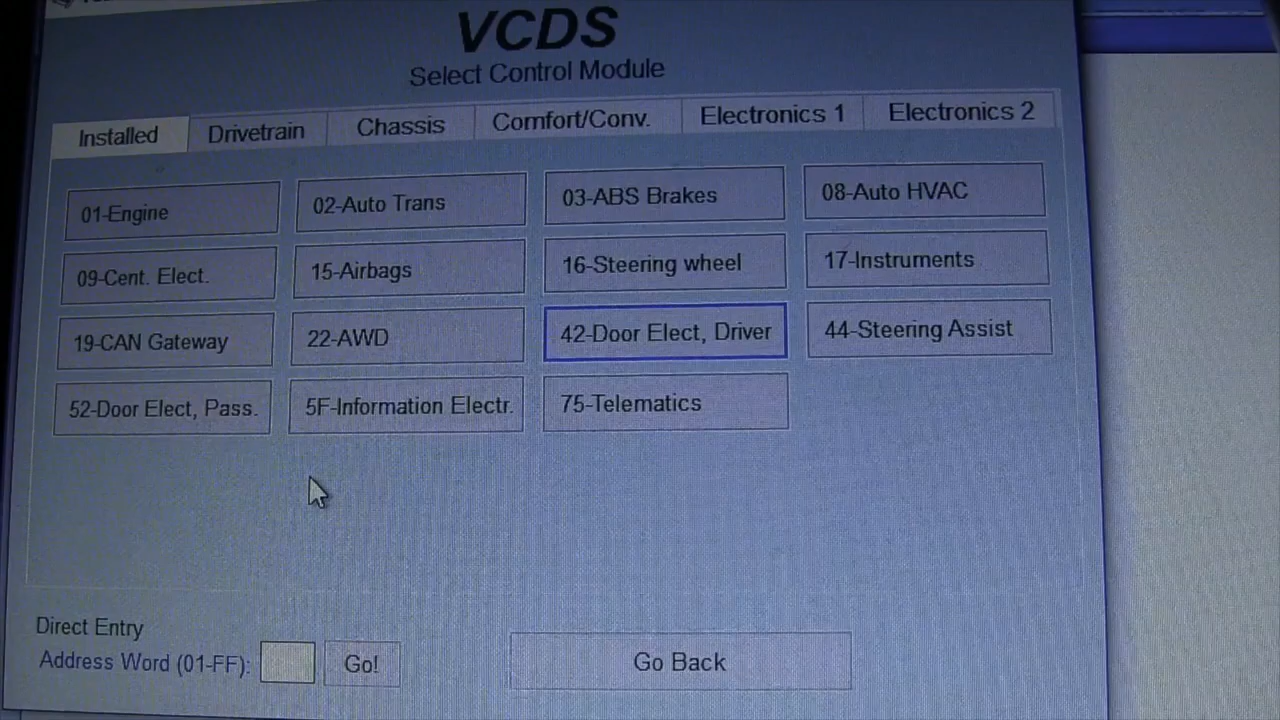 VCDS
Select Control Module
Installed Drivetrain Chassis Comfort/Conv. Electronics 1 Electronics 2
01-Engine 02-Auto Trans 03-ABS Brakes 08-Auto HVAC
09-Cent. Elect. 15-Airbags 16-Steering wheel 17-Instruments
19-CAN Gateway 22-AWD 42-Door Elect, Driver 44-Steering Assist
52-Door Elect, Pass. 5F-Information Electr. 75-Telematics
Direct Entry
Address Word (01-FF): Go! Go Back